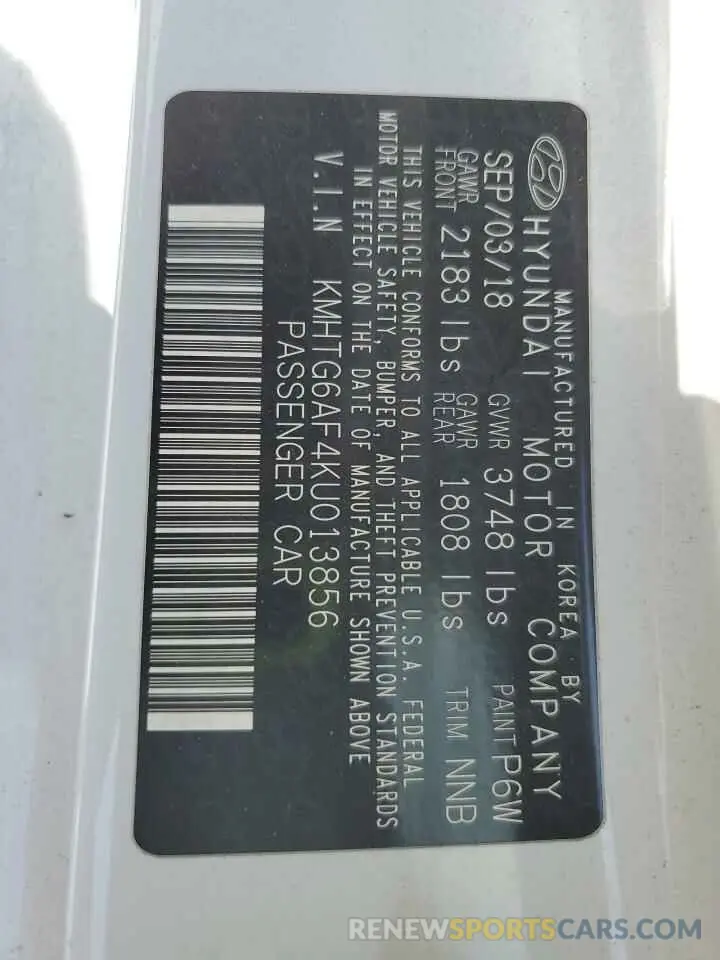 MANUFACTURED IN KOREA BY
HYUNDAI MOTOR COMPANY
SEP/03/18 GVWR 3748 lbs PAINT P6W
GAWR FRONT 2183 lbs GAWR REAR 1808 lbs TRIM NNB
THIS VEHICLE CONFORMS TO ALL APPLICABLE U.S.A. FEDERAL
MOTOR VEHICLE SAFETY, BUMPER, AND THEFT PREVENTION STANDARDS
IN EFFECT ON THE DATE OF MANUFACTURE SHOWN ABOVE
V.I.N KMHTG6AF4KU013856
PASSENGER CAR
RENEWSPORTSCARS.COM